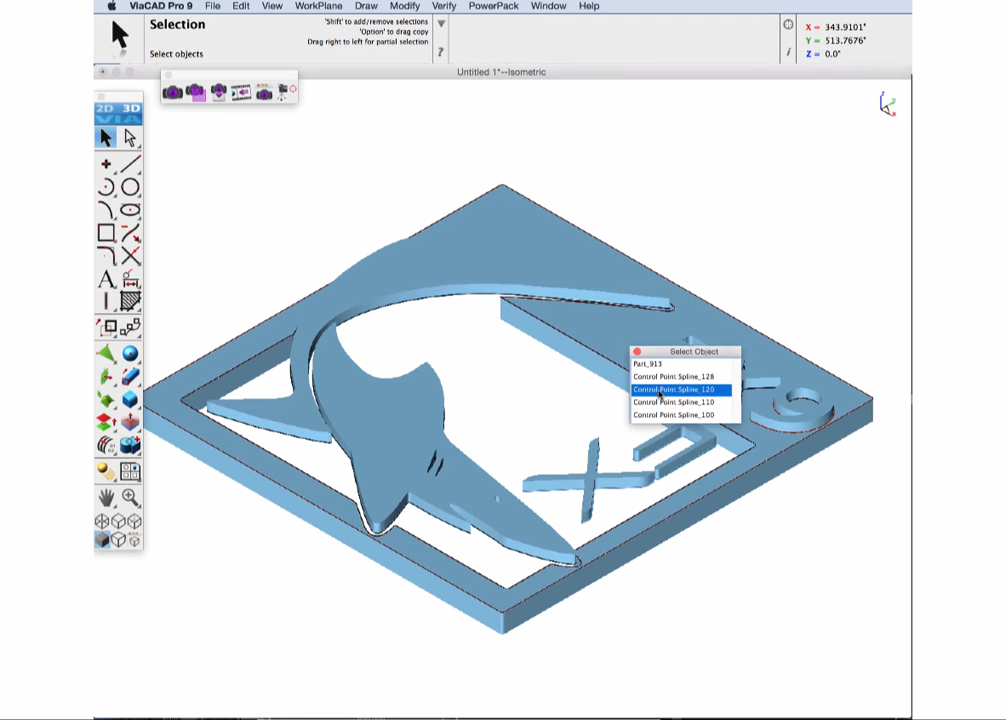 ViaCAD Pro 9 File Edit View WorkPlane Draw Modify Verify PowerPack Window Help
Selection
'Shift' to add/remove selections
'Option' to drag copy
Drag right to left for partial selection
Select objects
?
i
X = 343.9101"
Y = 513.7676"
Z = 0.0"
Untitled 1*--Isometric
2D 3D
VIA
A
z
y
x
Select Object
Part_913
Control Point Spline_128
Control Point Spline_120
Control Point Spline_110
Control Point Spline_100